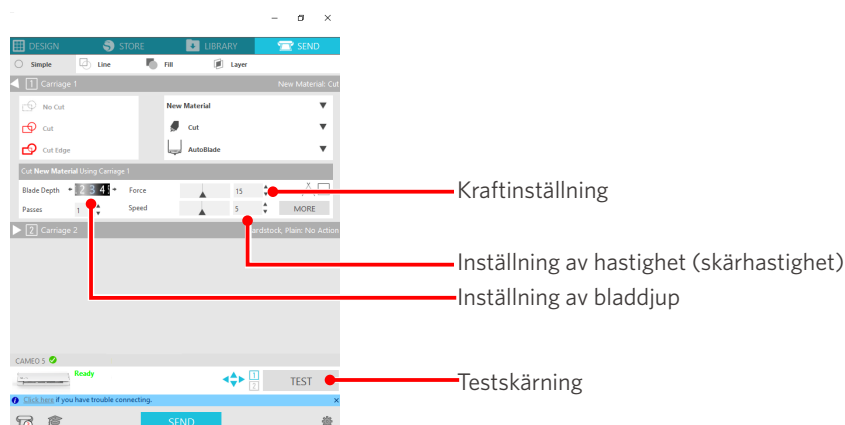 DESIGN STORE LIBRARY SEND
Simple Line Fill Layer
1 Carriage 1 New Material: Cut
No Cut New Material
Cut Cut
Cut Edge AutoBlade
Cut New Material Using Carriage 1
Blade Depth 2 3 4 Force 15
Passes 1 Speed 5 MORE
2 Carriage 2 Cardstock, Plain: No Action
CAMEO 5
Ready
1
2
TEST
Click here if you have trouble connecting.
SEND
Kraftinställning
Inställning av hastighet (skärhastighet)
Inställning av bladdjup
Testskärning